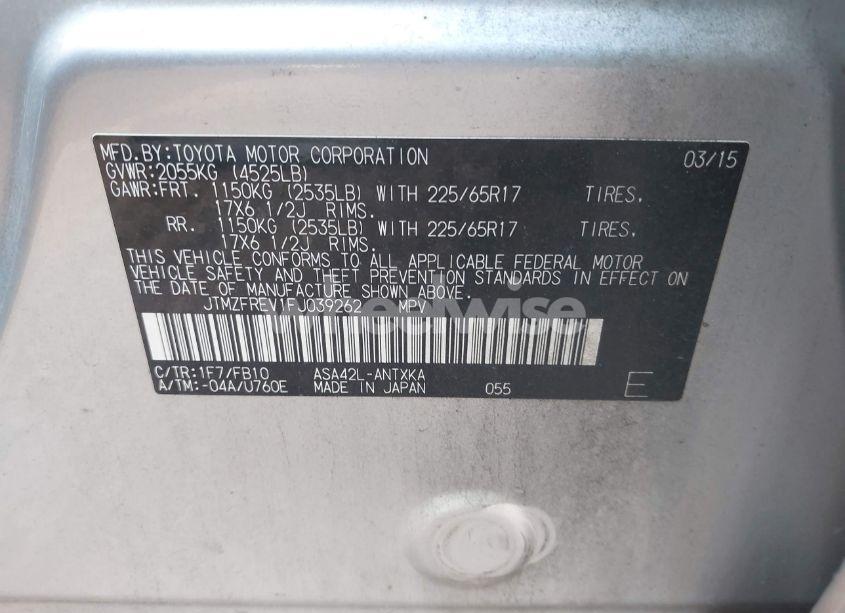 MFD.BY:TOYOTA MOTOR CORPORATION 03/15
GVWR:2055KG (4525LB)
GAWR:FRT. 1150KG (2535LB) WITH 225/65R17 TIRES.
17X6 1/2J RIMS.
RR. 1150KG (2535LB) WITH 225/65R17 TIRES.
17X6 1/2J RIMS.
THIS VEHICLE CONFORMS TO ALL APPLICABLE FEDERAL MOTOR
VEHICLE SAFETY AND THEFT PREVENTION STANDARDS IN EFFECT ON
THE DATE OF MANUFACTURE SHOWN ABOVE.
JTMZFREV1FJ039262 MPV
C/TR:1F7/FB10 ASA42L-ANTXKA
A/TM:-04A/U760E MADE IN JAPAN 055 E